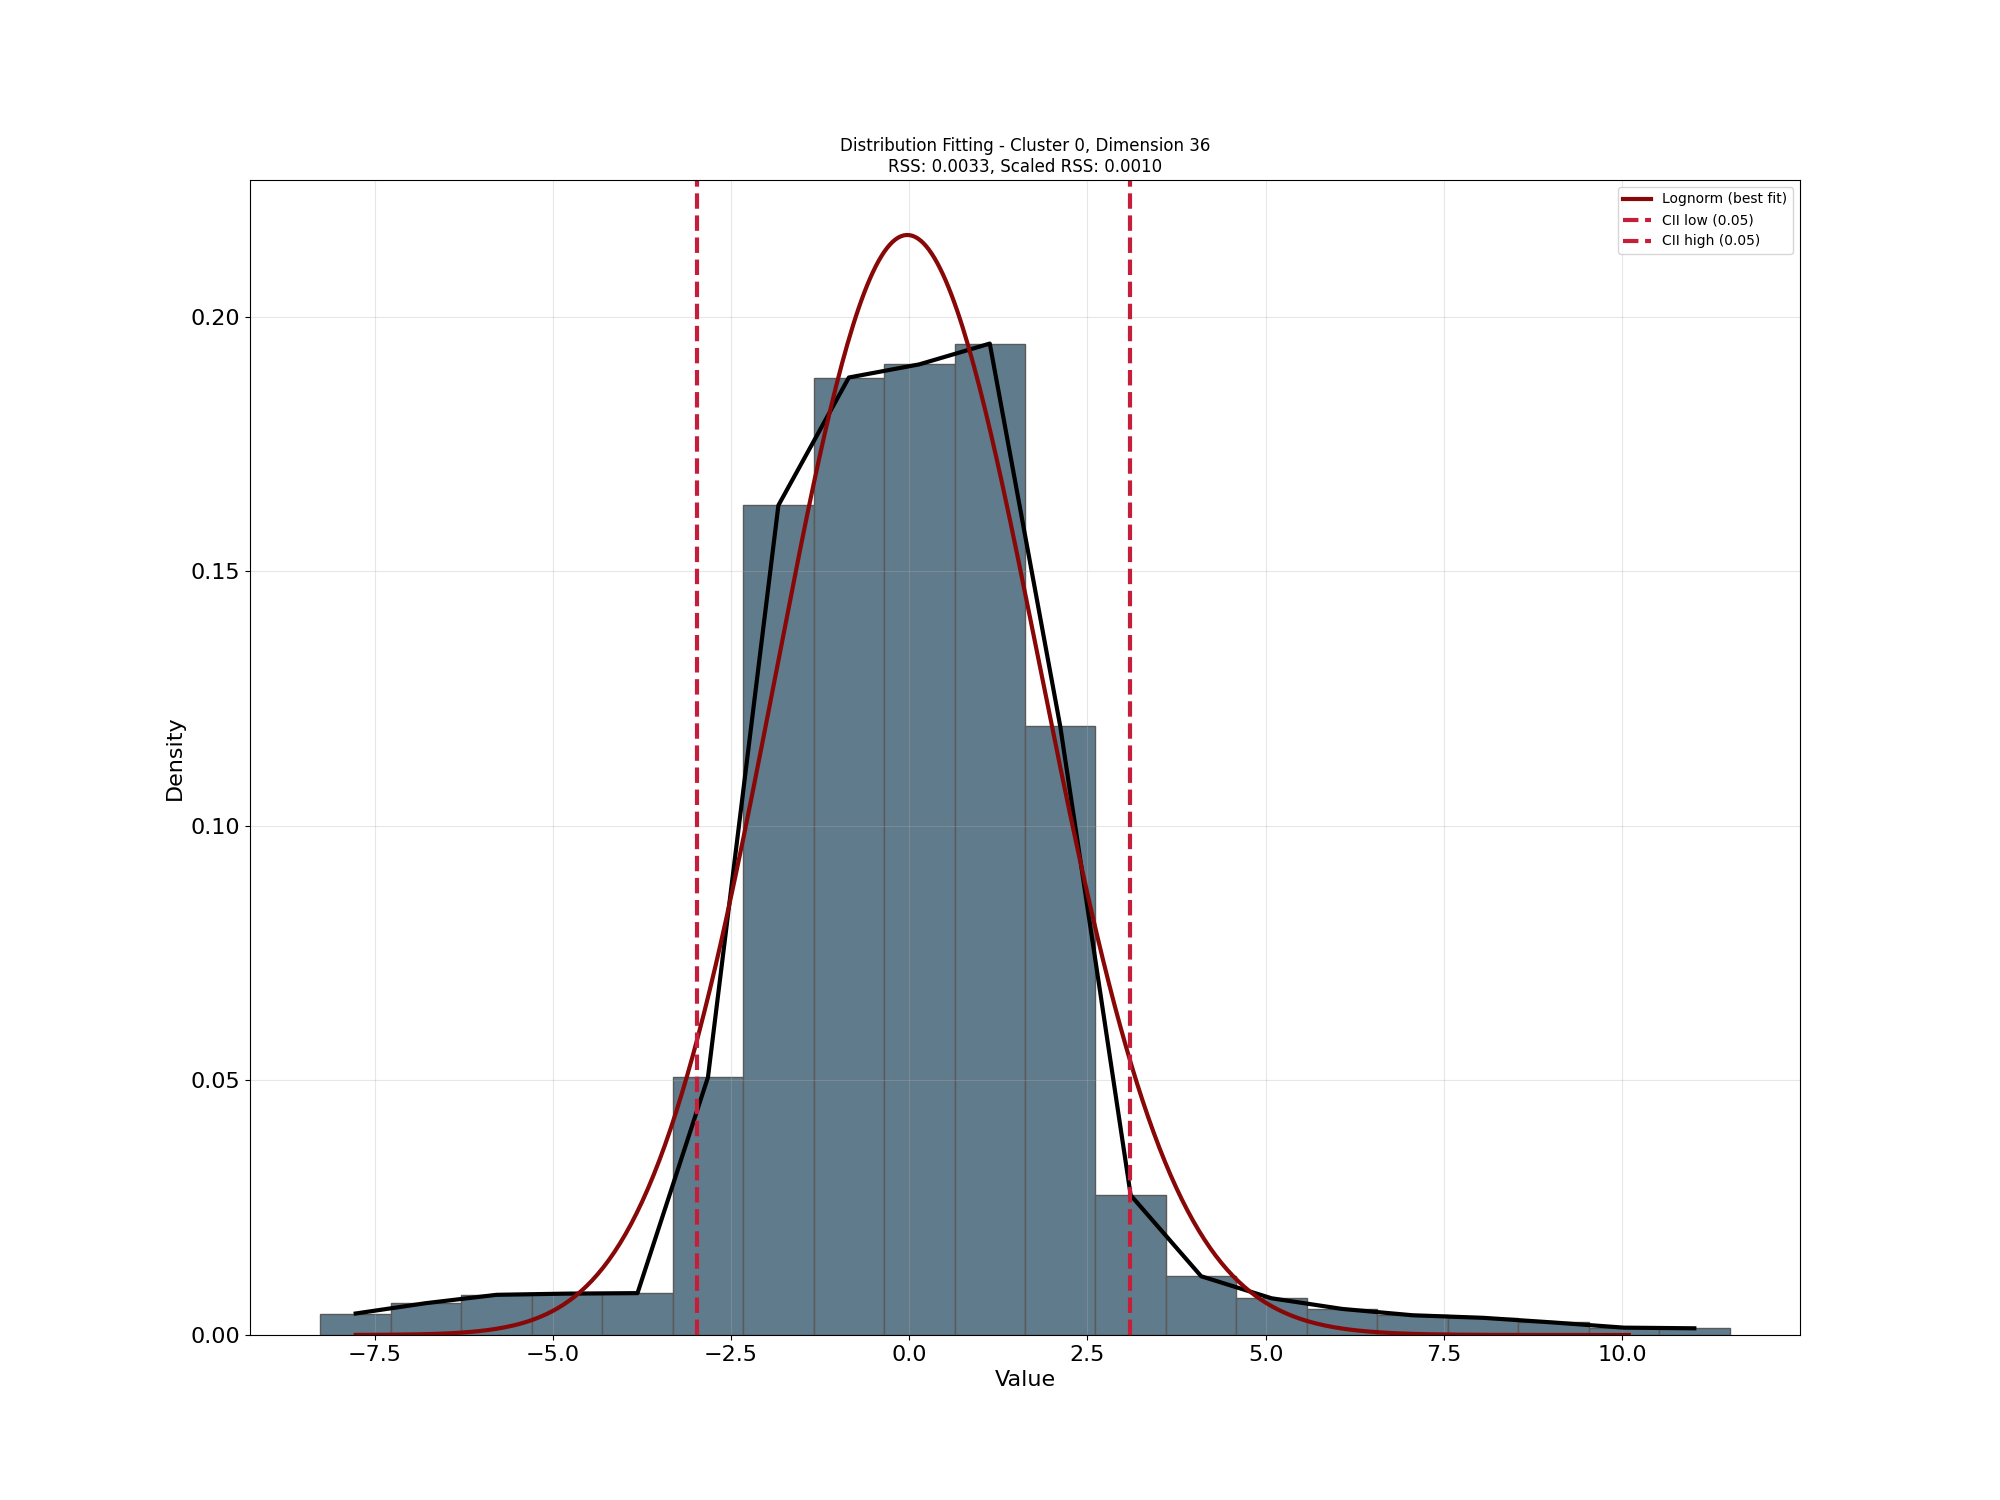 Distribution Fitting - Cluster 0, Dimension 36
RSS: 0.0033, Scaled RSS: 0.0010
Lognorm (best fit)
CII low (0.05)
CII high (0.05)
0.20
0.15
0.10
0.05
0.00
Density
−7.5 −5.0 −2.5 0.0 2.5 5.0 7.5 10.0
Value